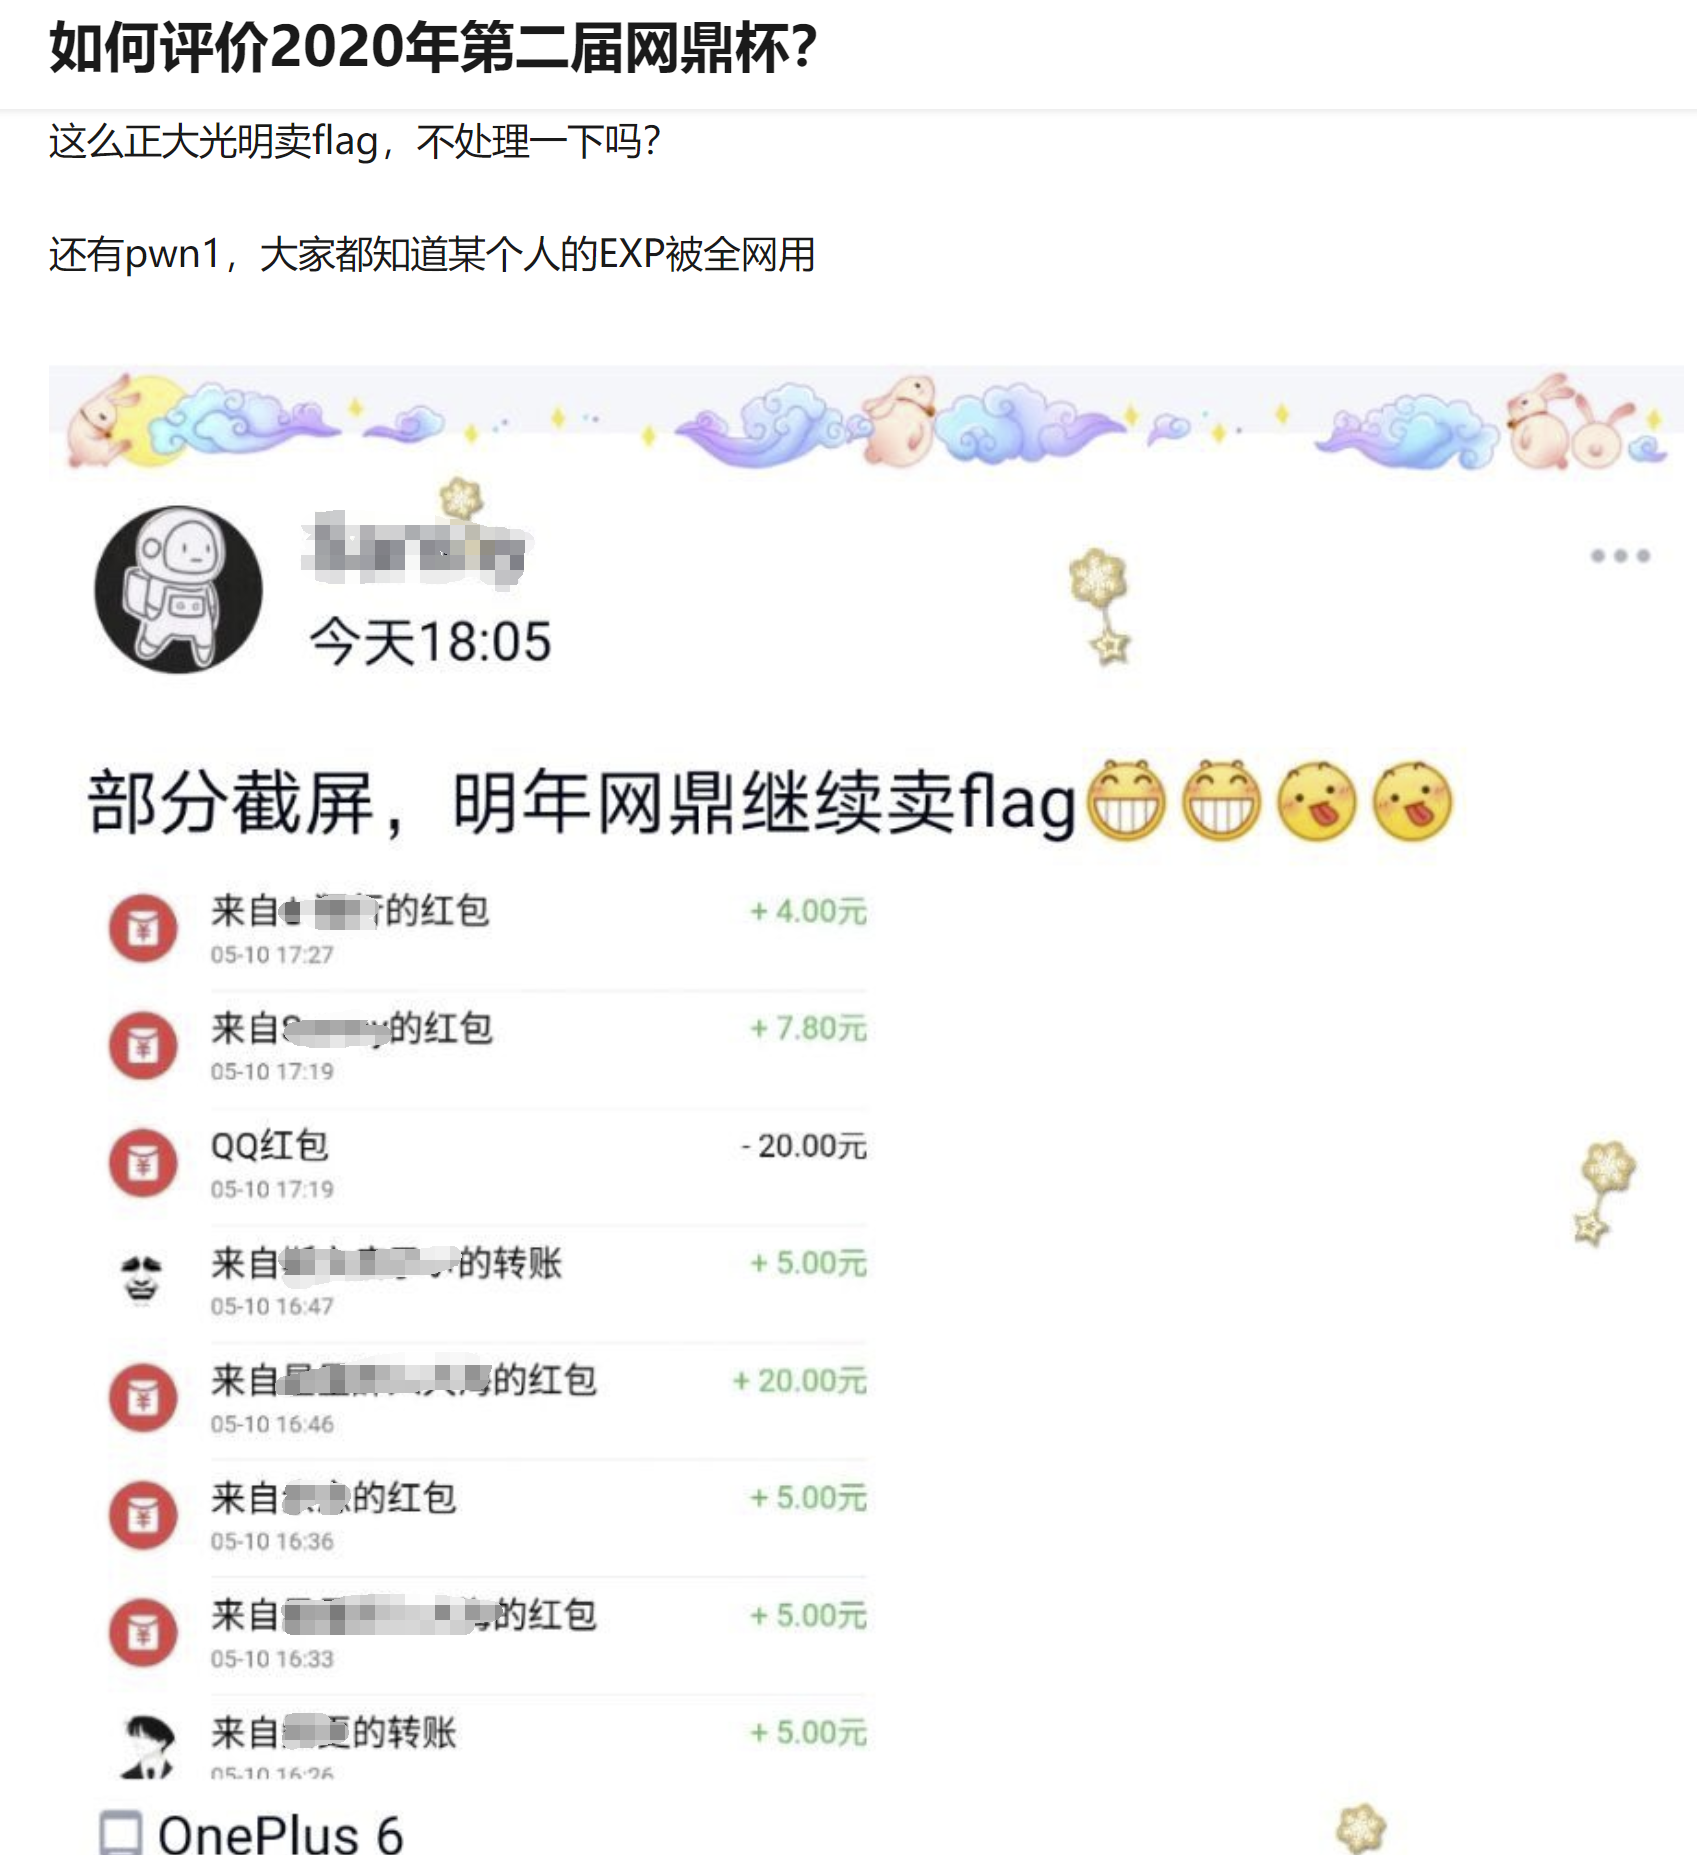 如何评价2020年第二届网鼎杯？
这么正大光明卖flag，不处理一下吗？
还有pwn1，大家都知道某个人的EXP被全网用
今天18:05
部分截屏，明年网鼎继续卖flag
来自 的红包 +4.00元
05-10 17:27
来自 的红包 +7.80元
05-10 17:19
QQ红包 -20.00元
05-10 17:19
来自 的转账 +5.00元
05-10 16:47
来自 的红包 +20.00元
05-10 16:46
来自 的红包 +5.00元
05-10 16:36
来自 的红包 +5.00元
05-10 16:33
来自 的转账 +5.00元
05-10 16:26
OnePlus 6